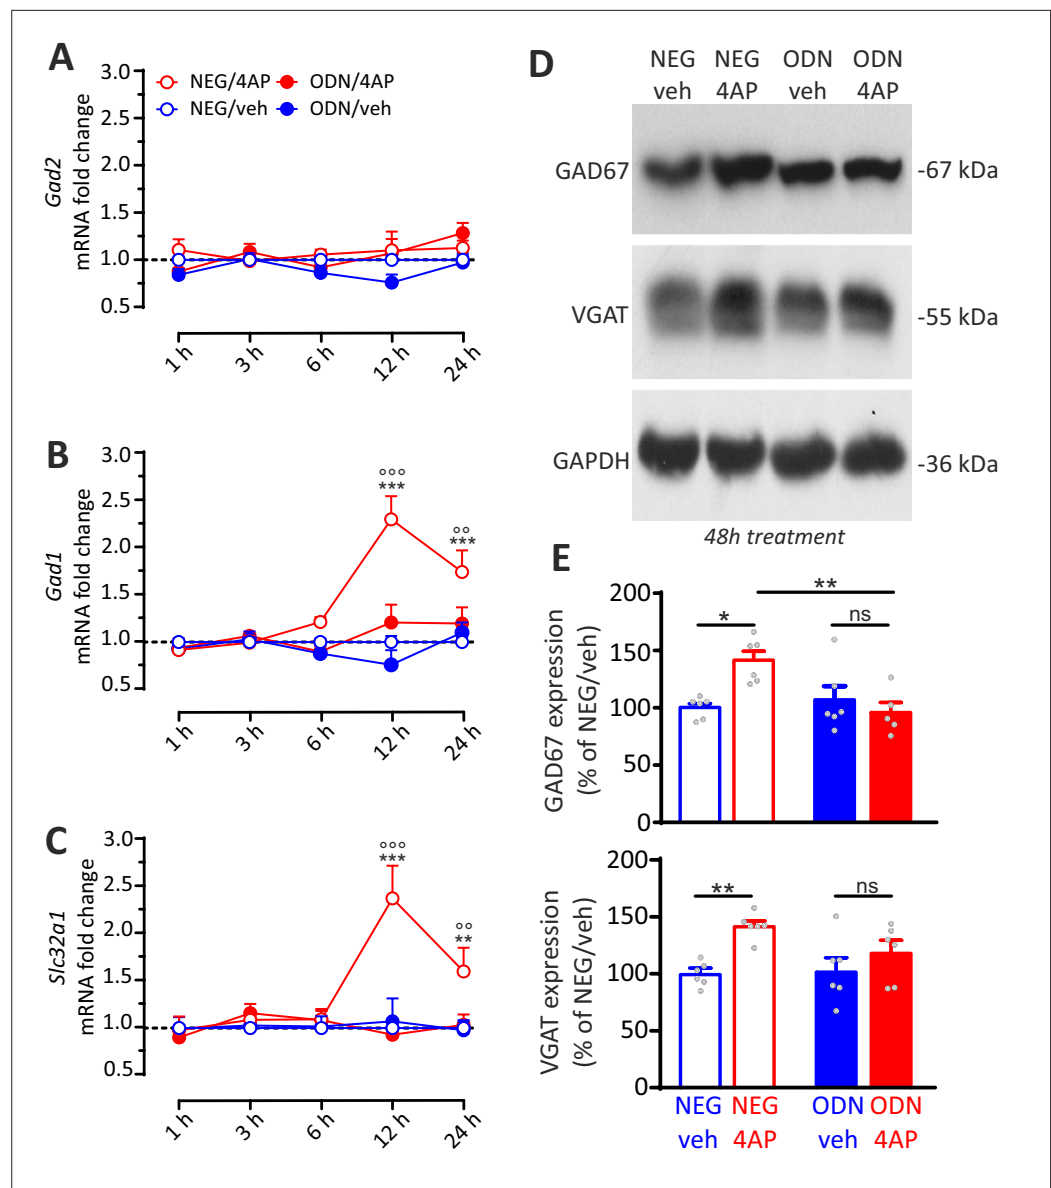 A
3.0
2.5
2.0
1.5
1.0
0.5
Gad2
mRNA fold change
NEG/4AP
ODN/4AP
NEG/veh
ODN/veh
1 h
3 h
6 h
12 h
24 h
B
3.0
2.5
2.0
1.5
1.0
0.5
Gad1
mRNA fold change
°°°
***
°°
***
1 h
3 h
6 h
12 h
24 h
C
3.0
2.5
2.0
1.5
1.0
0.5
Slc32a1
mRNA fold change
°°°
***
°°
**
1 h
3 h
6 h
12 h
24 h
D
NEG NEG ODN ODN
veh 4AP veh 4AP
GAD67
-67 kDa
VGAT
-55 kDa
GAPDH
-36 kDa
48h treatment
E
200
150
100
50
0
GAD67 expression
(% of NEG/veh)
**
*
ns
200
150
100
50
0
VGAT expression
(% of NEG/veh)
**
ns
NEG NEG ODN ODN
veh 4AP veh 4AP